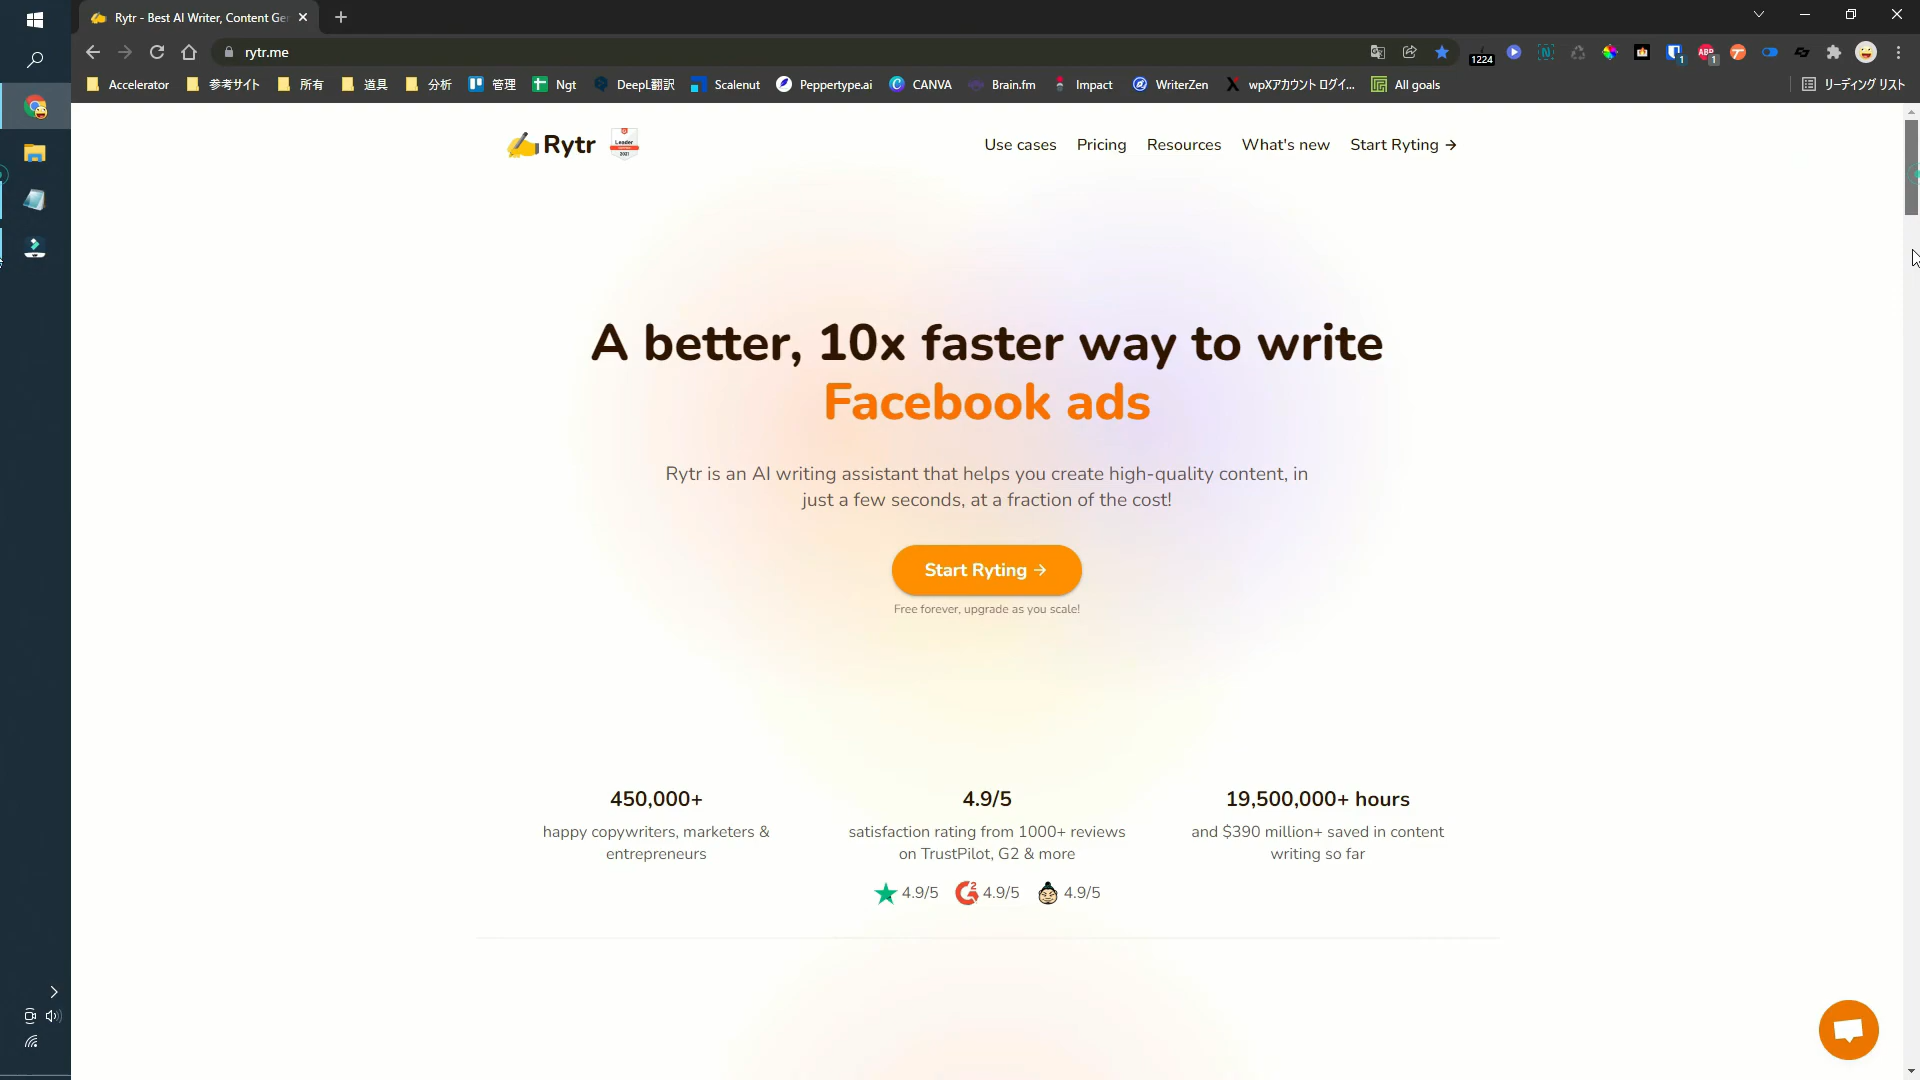 Rytr - Best AI Writer, Content Ge
rytr.me
1224
ABP
1
1
Accelerator
参考サイト
所有
道具
分析
管理
Ngt
DeepL翻訳
Scalenut
Peppertype.ai
CANVA
Brain.fm
Impact
WriterZen
wpXアカウント ログイ...
All goals
リーディング リスト
Rytr
Leader
2021
Use cases
Pricing
Resources
What's new
Start Ryting →
A better, 10x faster way to write
Facebook ads
Rytr is an AI writing assistant that helps you create high-quality content, in
just a few seconds, at a fraction of the cost!
Start Ryting →
Free forever, upgrade as you scale!
450,000+
happy copywriters, marketers &
entrepreneurs
4.9/5
satisfaction rating from 1000+ reviews
on TrustPilot, G2 & more
4.9/5
4.9/5
4.9/5
19,500,000+ hours
and $390 million+ saved in content
writing so far